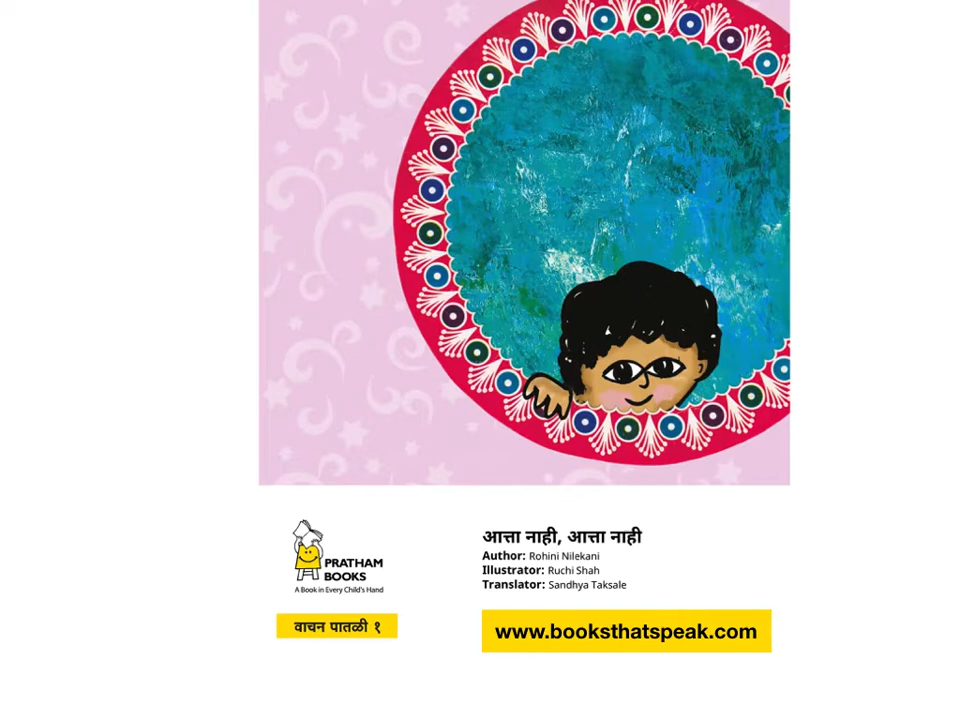 आत्ता नाही, आत्ता नाही
Author: Rohini Nilekani
Illustrator: Ruchi Shah
Translator: Sandhya Taksale
PRATHAM
BOOKS
A Book in Every Child's Hand
वाचन पातळी १
www.booksthatspeak.com